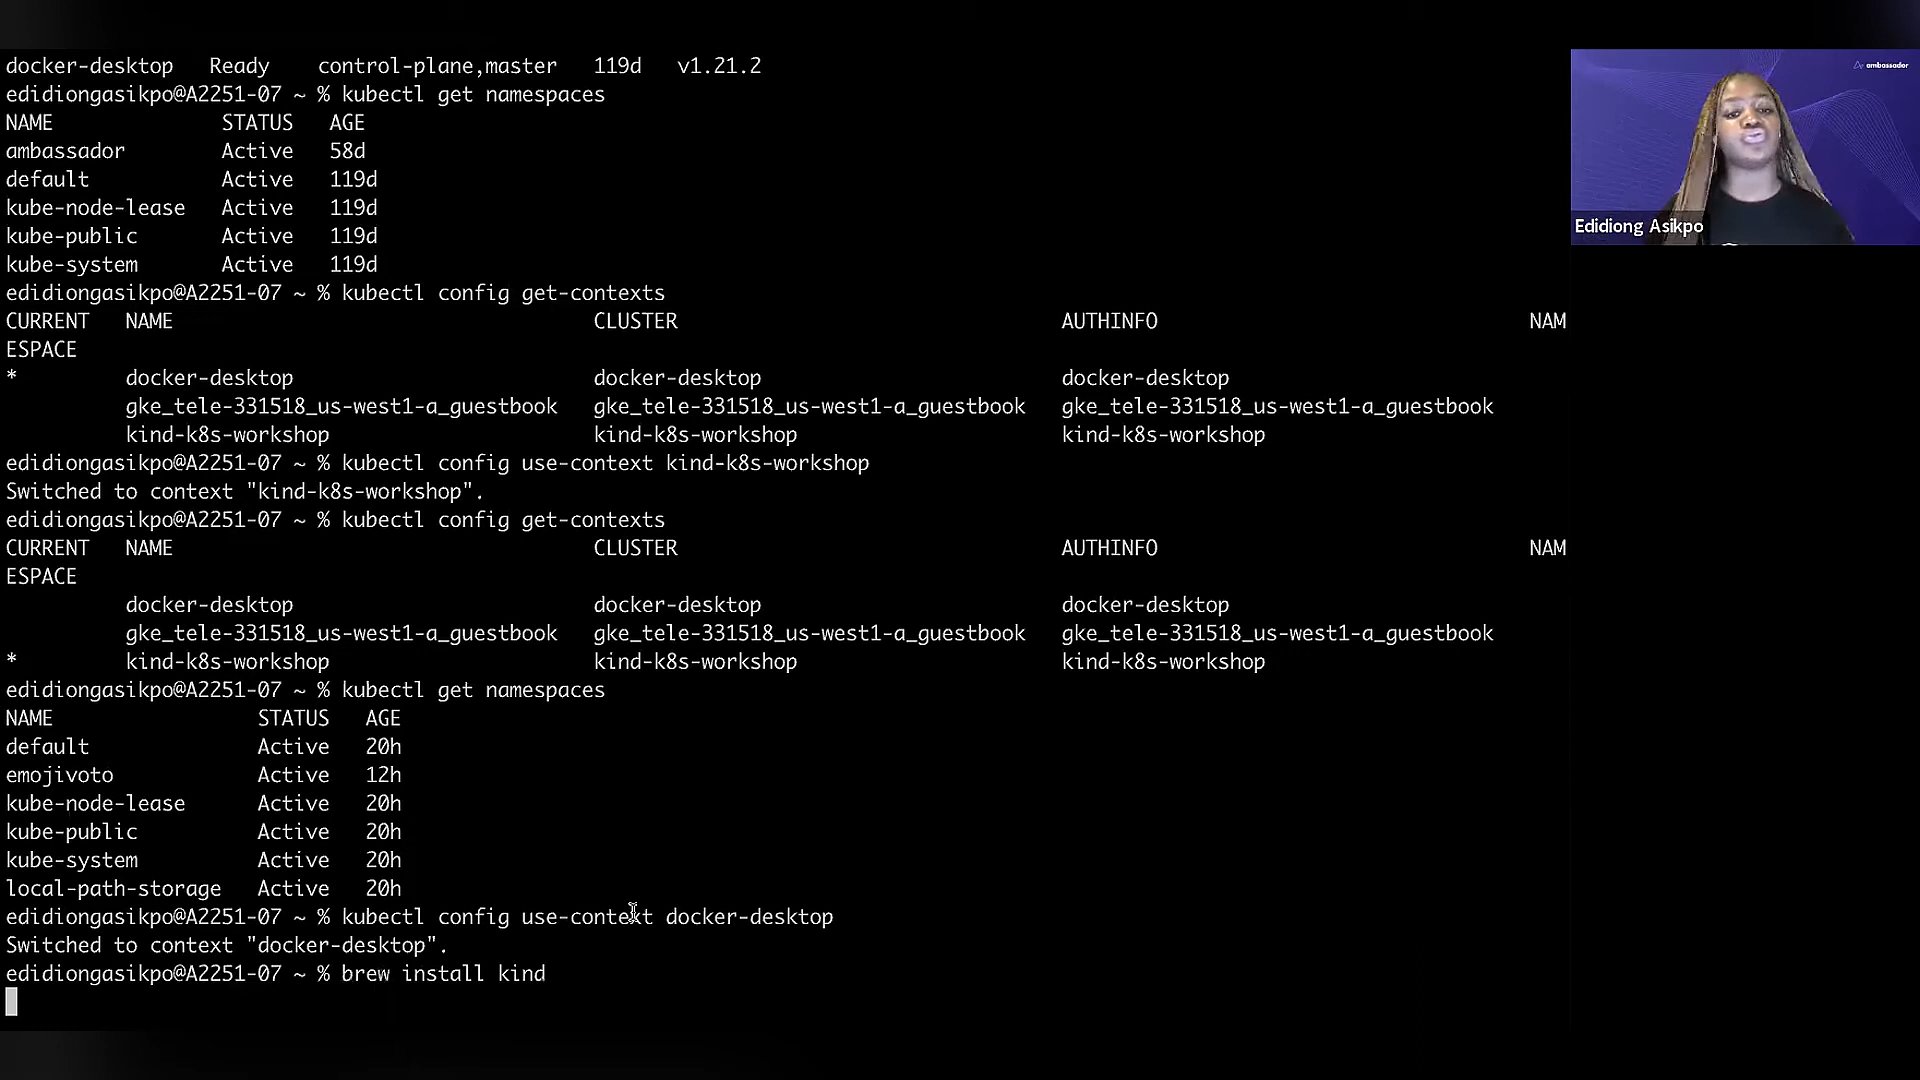 docker-desktop Ready control-plane,master 119d v1.21.2
edidiongasikpo@A2251-07 ~ % kubectl get namespaces
NAME STATUS AGE
ambassador Active 58d
default Active 119d
kube-node-lease Active 119d
kube-public Active 119d
kube-system Active 119d
edidiongasikpo@A2251-07 ~ % kubectl config get-contexts
CURRENT NAME CLUSTER AUTHINFO NAM
ESPACE
* docker-desktop docker-desktop docker-desktop
gke_tele-331518_us-west1-a_guestbook gke_tele-331518_us-west1-a_guestbook gke_tele-331518_us-west1-a_guestbook
kind-k8s-workshop kind-k8s-workshop kind-k8s-workshop
edidiongasikpo@A2251-07 ~ % kubectl config use-context kind-k8s-workshop
Switched to context "kind-k8s-workshop".
edidiongasikpo@A2251-07 ~ % kubectl config get-contexts
CURRENT NAME CLUSTER AUTHINFO NAM
ESPACE
docker-desktop docker-desktop docker-desktop
gke_tele-331518_us-west1-a_guestbook gke_tele-331518_us-west1-a_guestbook gke_tele-331518_us-west1-a_guestbook
* kind-k8s-workshop kind-k8s-workshop kind-k8s-workshop
edidiongasikpo@A2251-07 ~ % kubectl get namespaces
NAME STATUS AGE
default Active 20h
emojivoto Active 12h
kube-node-lease Active 20h
kube-public Active 20h
kube-system Active 20h
local-path-storage Active 20h
edidiongasikpo@A2251-07 ~ % kubectl config use-context docker-desktop
Switched to context "docker-desktop".
edidiongasikpo@A2251-07 ~ % brew install kind
ambassador
Edidiong Asikpo